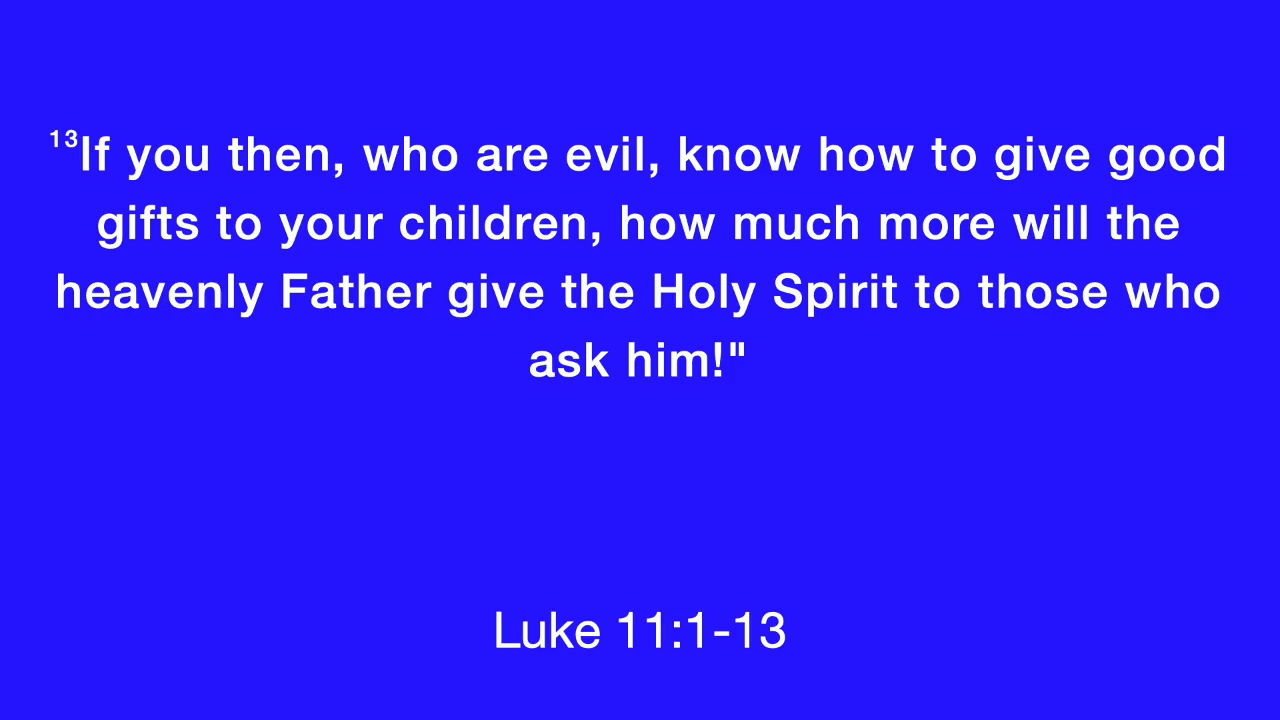 13If you then, who are evil, know how to give good
gifts to your children, how much more will the
heavenly Father give the Holy Spirit to those who
ask him!"
Luke 11:1-13